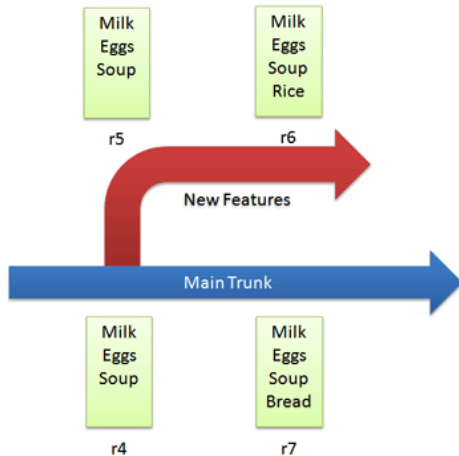 Milk
Eggs
Soup
r5
Milk
Eggs
Soup
Rice
r6
New Features
Main Trunk
Milk
Eggs
Soup
r4
Milk
Eggs
Soup
Bread
r7